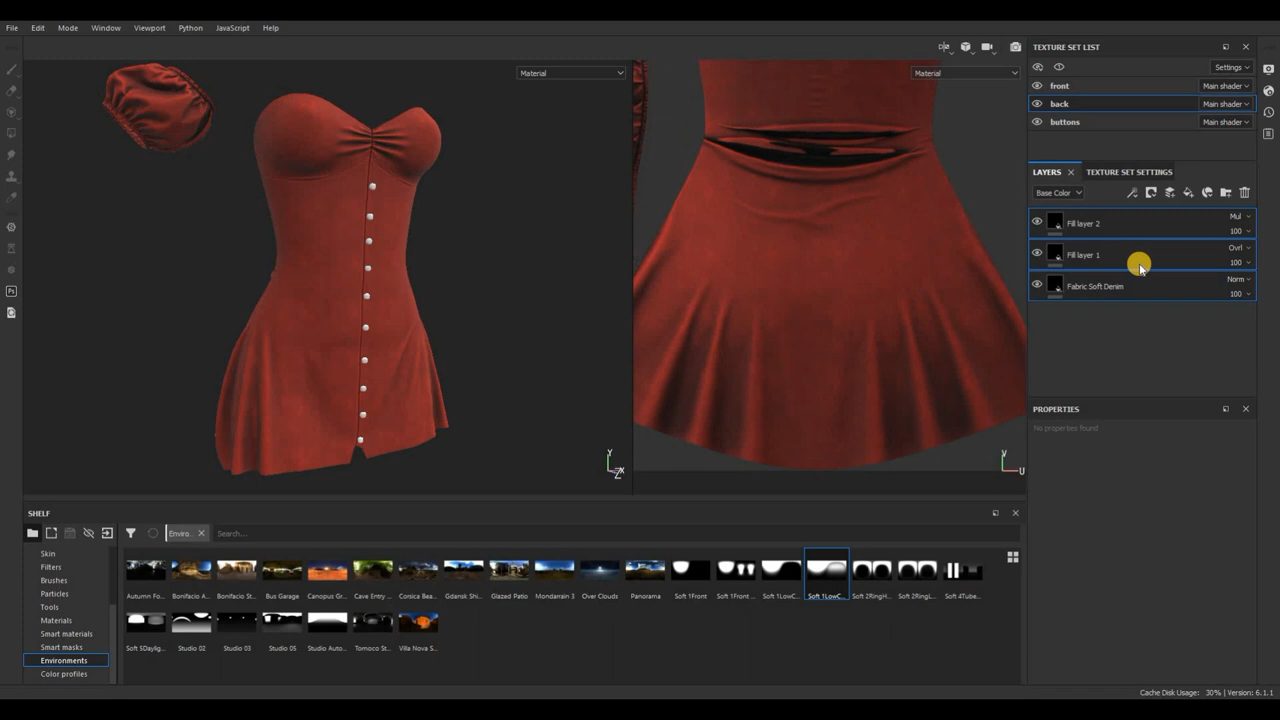 File Edit Mode Window Viewport Python JavaScript Help
TEXTURE SET LIST
Material
Material
Settings
front Main shader
back Main shader
buttons Main shader
LAYERS TEXTURE SET SETTINGS
Base Color
Fill layer 2 Mul
100
Fill layer 1 Ovrl
100
Fabric Soft Denim Norm
100
PROPERTIES
No properties found
Y
X
Z
V
U
SHELF
Enviro.. Search...
Skin
Filters
Brushes
Particles
Tools
Materials
Smart materials
Smart masks
Environments
Color profiles
Autumn Fo... Bonifacio A... Bonifacio St... Bus Garage Canopus Gr... Cave Entry ... Corsica Bea... Gdansk Shi... Glazed Patio Mondarrain 3 Over Clouds Panorama Soft 1Front Soft 1Front ... Soft 1LowC... Soft 1LowC... Soft 2RingH... Soft 2RingL... Soft 4Tube...
Soft 5Daylig... Studio 02 Studio 03 Studio 05 Studio Auto... Tomoco St... Villa Nova S...
Cache Disk Usage: 30% | Version: 6.1.1
Ps